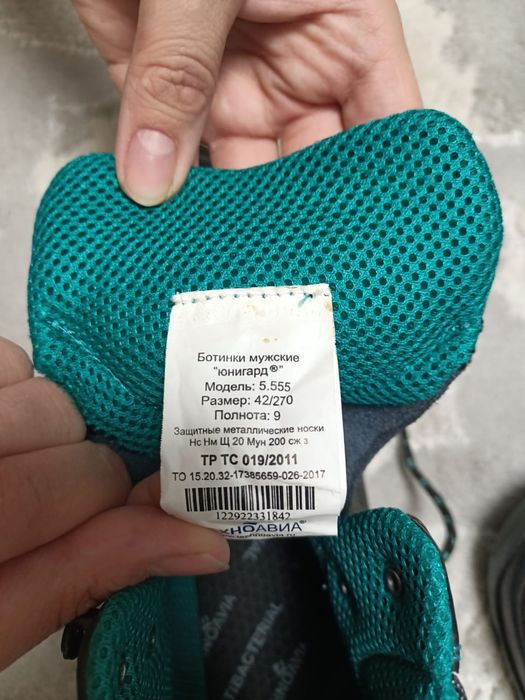 Ботинки мужские
"юнигард®"
Модель: 5.555
Размер: 42/270
Полнота: 9
Защитные металлические носки
Нс Нм Щ 20 Мун 200 сж з
ТР ТС 019/2011
ТО 15.20.32-17385659-026-2017
122922331842
ХНОАВИА®